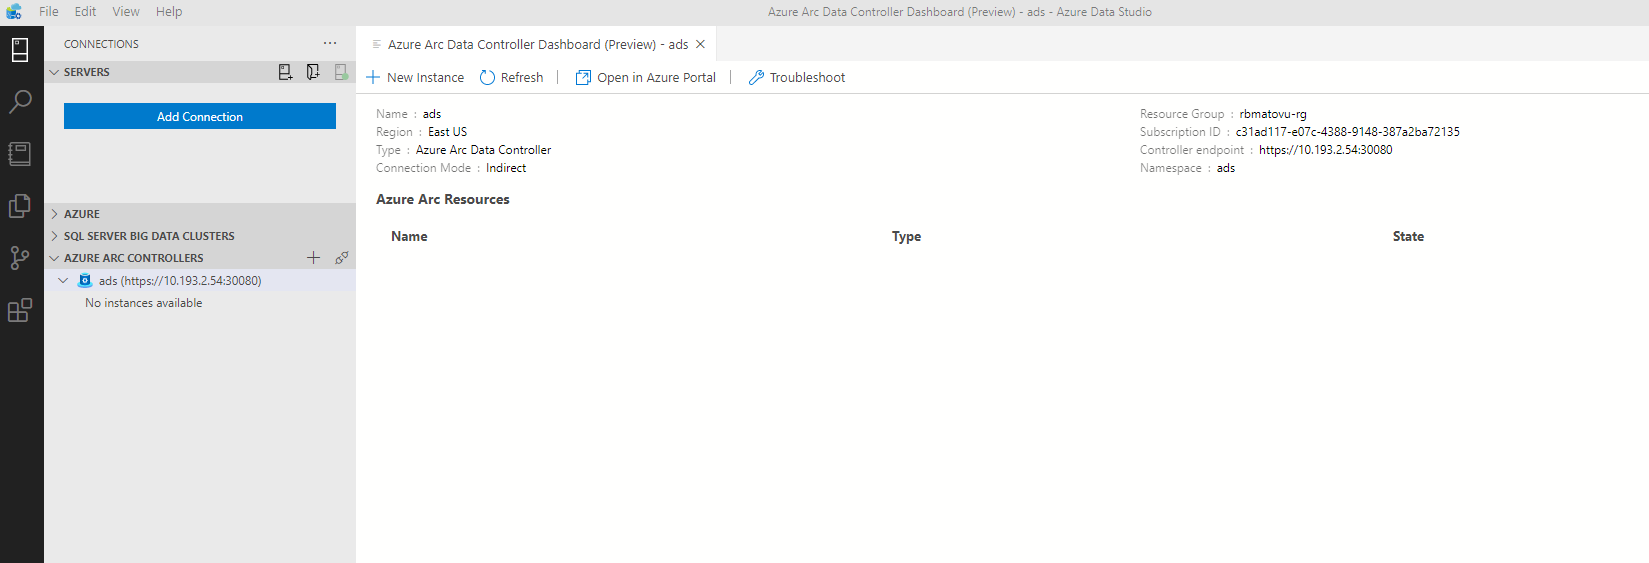 File Edit View Help
Azure Arc Data Controller Dashboard (Preview) - ads - Azure Data Studio
CONNECTIONS
SERVERS
Add Connection
AZURE
SQL SERVER BIG DATA CLUSTERS
AZURE ARC CONTROLLERS
ads (https://10.193.2.54:30080)
No instances available
Azure Arc Data Controller Dashboard (Preview) - ads
New Instance Refresh | Open in Azure Portal | Troubleshoot
Name : ads
Region : East US
Type : Azure Arc Data Controller
Connection Mode : Indirect
Resource Group : rbmatovu-rg
Subscription ID : c31ad117-e07c-4388-9148-387a2ba72135
Controller endpoint : https://10.193.2.54:30080
Namespace : ads
Azure Arc Resources
Name Type State